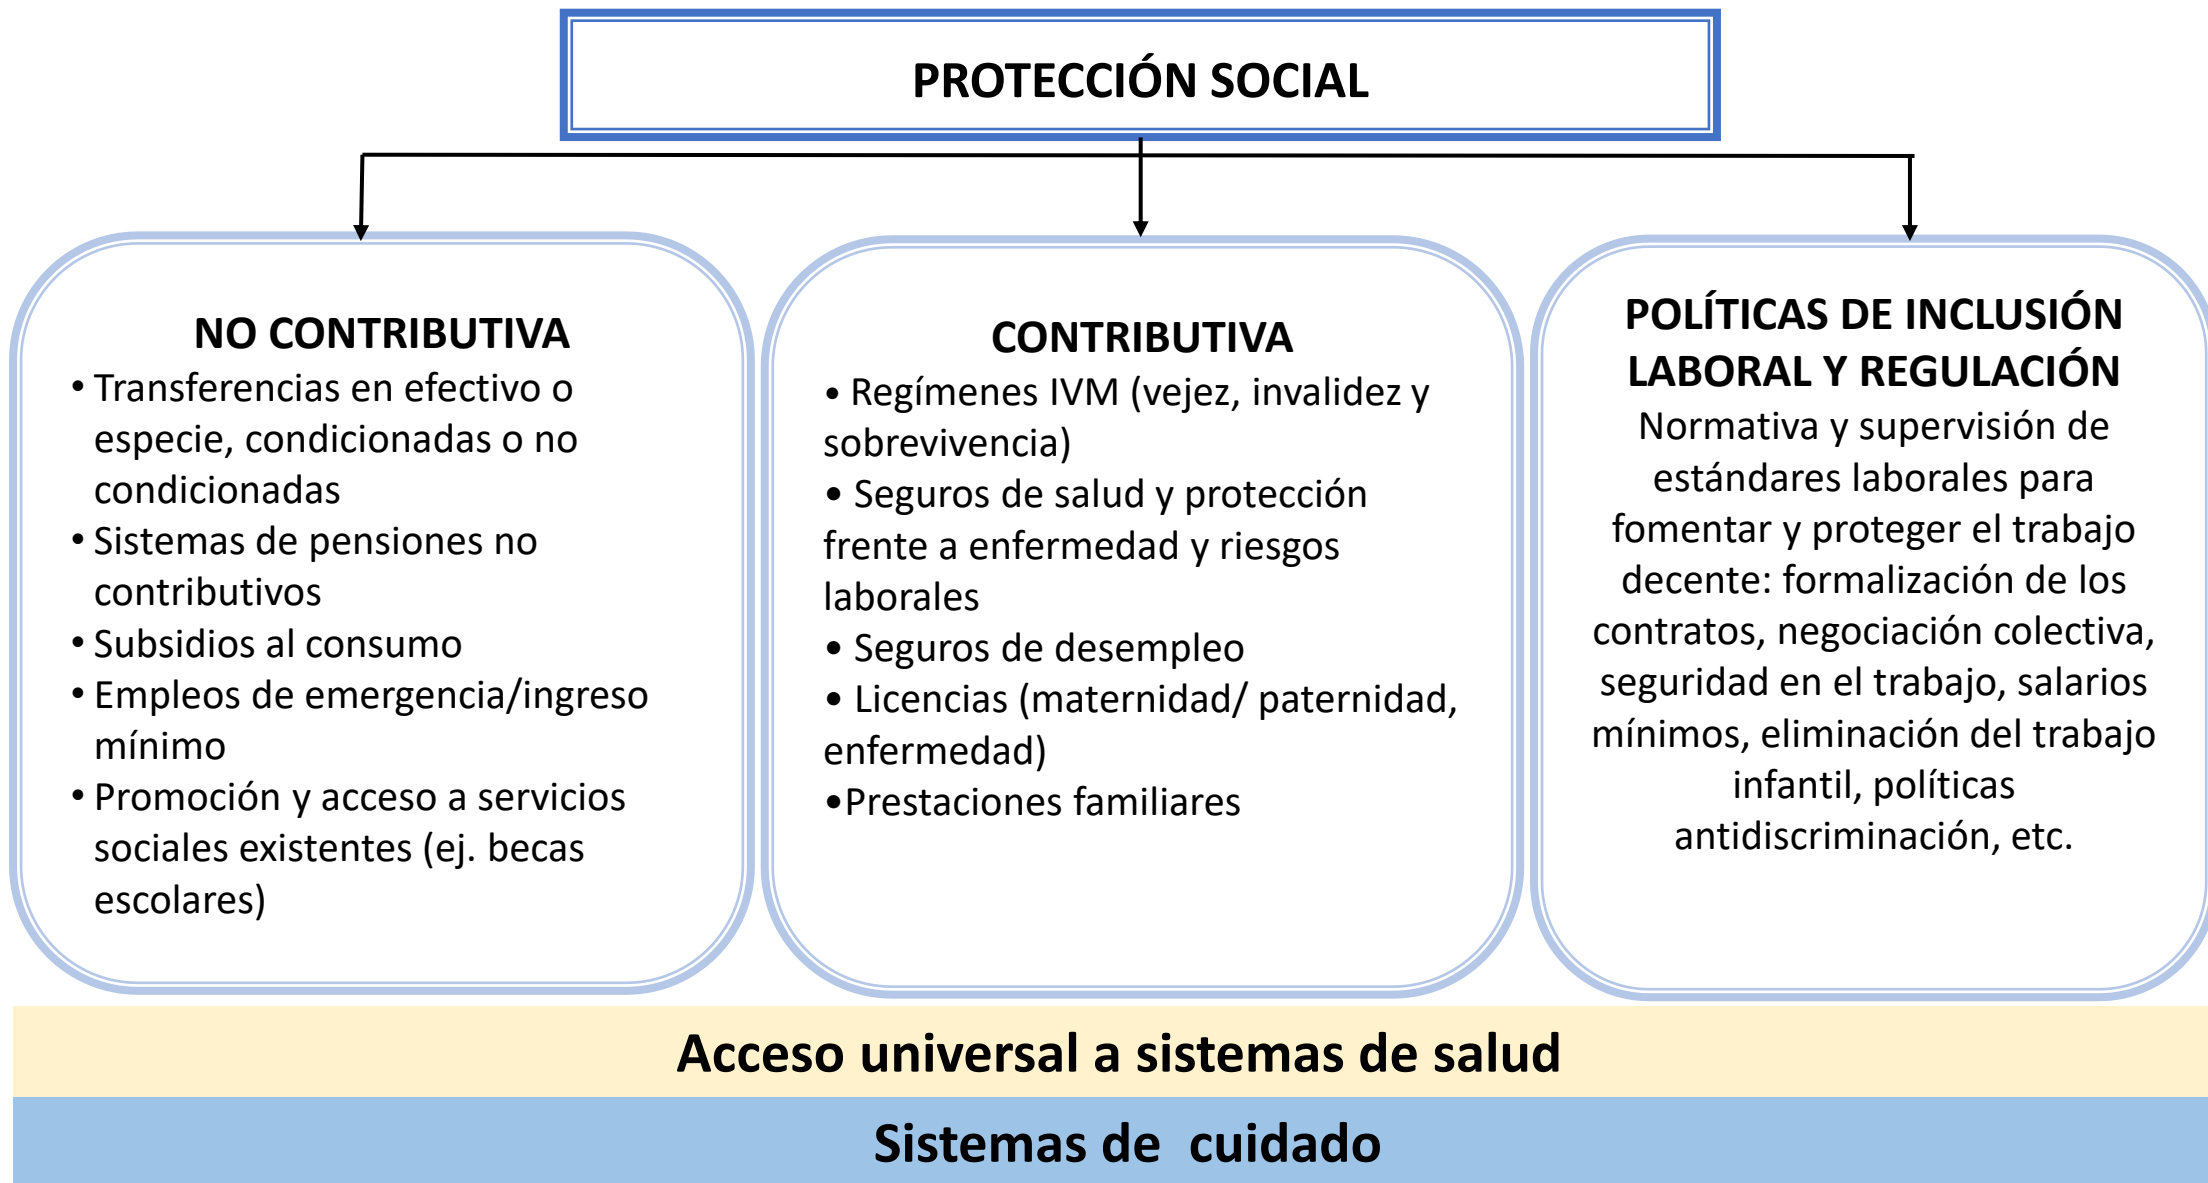 PROTECCIÓN SOCIAL
NO CONTRIBUTIVA
• Transferencias en efectivo o
especie, condicionadas o no
condicionadas
• Sistemas de pensiones no
contributivos
• Subsidios al consumo
• Empleos de emergencia/ingreso
mínimo
• Promoción y acceso a servicios
sociales existentes (ej. becas
escolares)
CONTRIBUTIVA
• Regímenes IVM (vejez, invalidez y
sobrevivencia)
• Seguros de salud y protección
frente a enfermedad y riesgos
laborales
• Seguros de desempleo
• Licencias (maternidad/ paternidad,
enfermedad)
•Prestaciones familiares
POLÍTICAS DE INCLUSIÓN
LABORAL Y REGULACIÓN
Normativa y supervisión de
estándares laborales para
fomentar y proteger el trabajo
decente: formalización de los
contratos, negociación colectiva,
seguridad en el trabajo, salarios
mínimos, eliminación del trabajo
infantil, políticas
antidiscriminación, etc.
Acceso universal a sistemas de salud
Sistemas de  cuidado